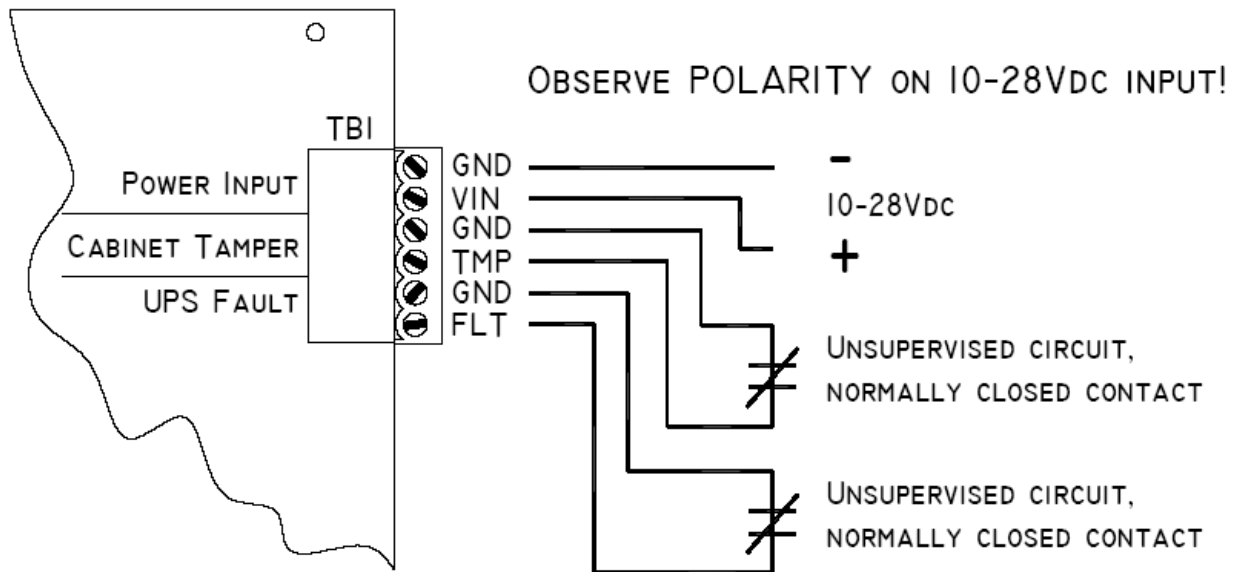 OBSERVE POLARITY ON 10-28VDC INPUT!
TB1
POWER INPUT
CABINET TAMPER
UPS FAULT
GND
VIN
GND
TMP
GND
FLT
-
10-28VDC
+
UNSUPERVISED CIRCUIT,
NORMALLY CLOSED CONTACT
UNSUPERVISED CIRCUIT,
NORMALLY CLOSED CONTACT